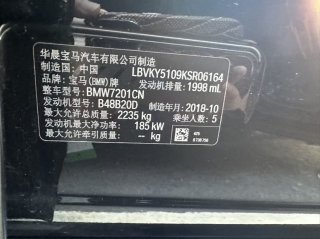 华晨宝马汽车有限公司制造
制造国：中国 LBVKY5109KSR06164
品牌：宝马(BMW)牌 发动机排量：1998 mL
整车型号：BMW7201CN
发动机型号：B48B20D 制造年月：2018-10
最大允许总质量：2235 kg 乘坐人数：5
发动机最大净功率：185 kW
最大允许牵引质量：-- kg